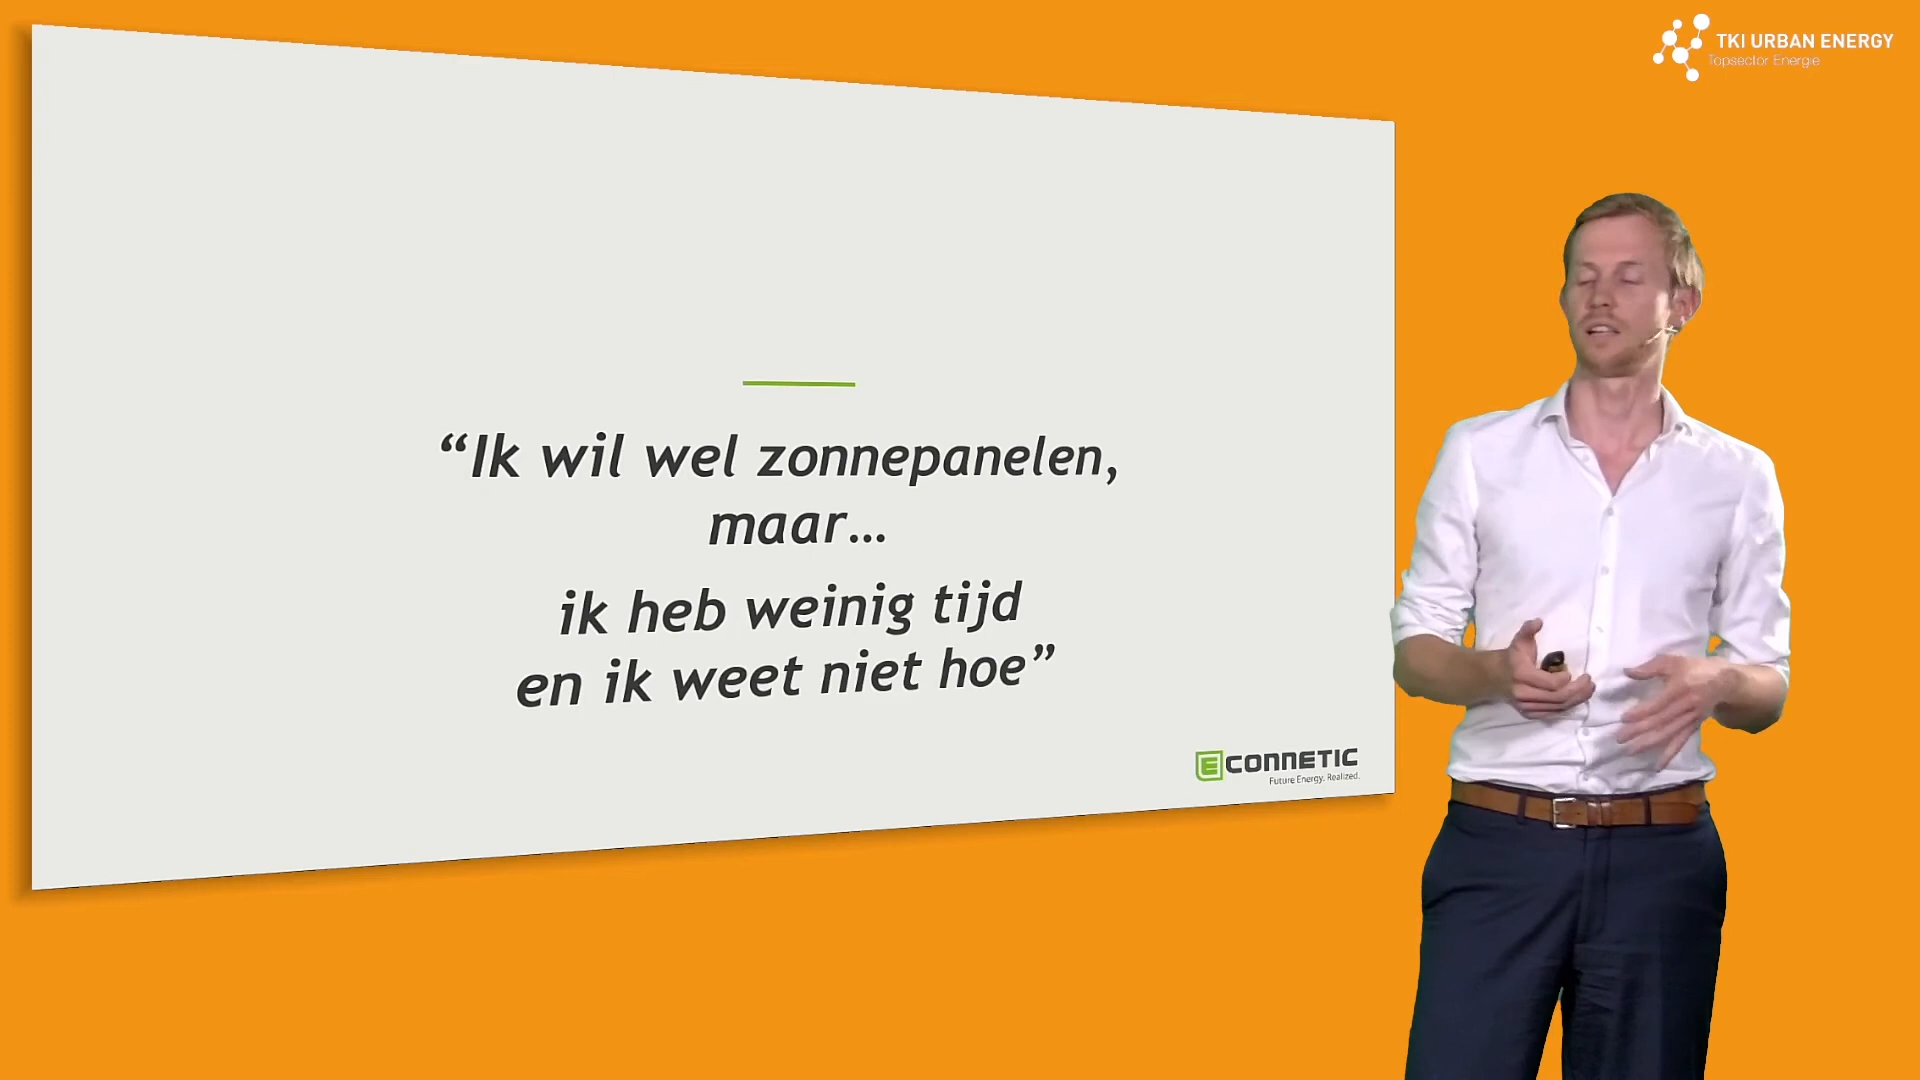 TKI URBAN ENERGY
Topsector Energie
“Ik wil wel zonnepanelen,
maar...
ik heb weinig tijd
en ik weet niet hoe”
ECONNETIC
Future Energy. Realized.